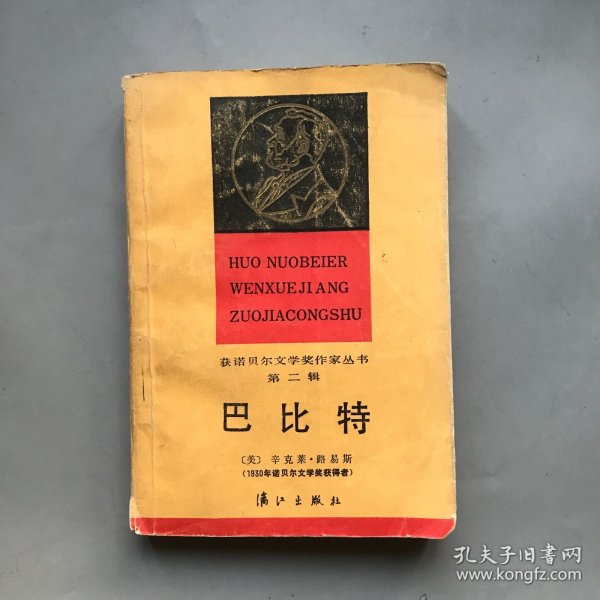 HUO NUOBEIER
WENXUEJIANG
ZUOJIACONGSHU
获诺贝尔文学奖作家丛书
第二辑
巴比特
〔美〕辛克莱·路易斯
(1930年诺贝尔文学奖获得者)
漓江出版社
孔夫子旧书网
www.kongfz.com